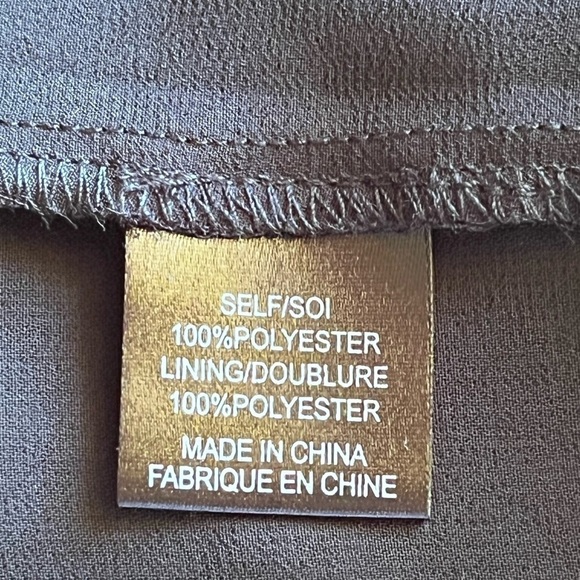 SELF/SOI
100%POLYESTER
LINING/DOUBLURE
100%POLYESTER
MADE IN CHINA
FABRIQUE EN CHINE